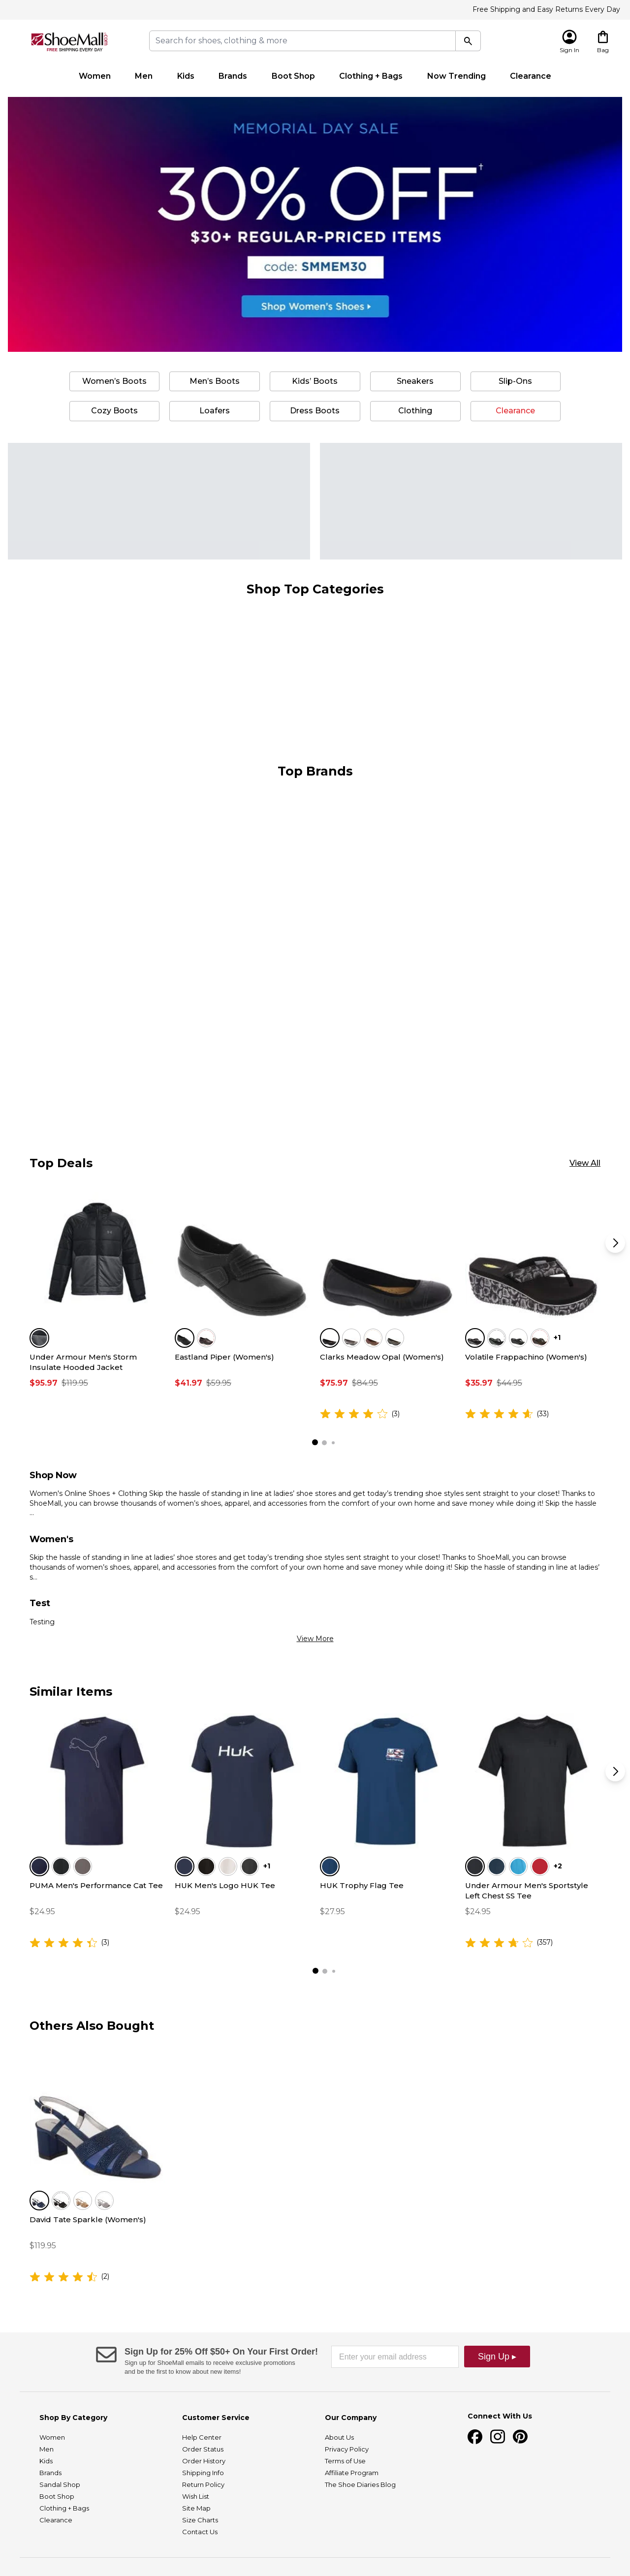 Free Shipping and Easy Returns Every Day
ShoeMall
FREE SHIPPING EVERY DAY
Search for shoes, clothing & more
Sign In
Bag
Women Men Kids Brands Boot Shop Clothing + Bags Now Trending Clearance
MEMORIAL DAY SALE
30% OFF†
$30+ REGULAR-PRICED ITEMS
code: SMMEM30
Shop Women's Shoes ▸
Women's Boots Men's Boots Kids' Boots Sneakers Slip-Ons
Cozy Boots Loafers Dress Boots Clothing Clearance
Shop Top Categories
Top Brands
Top Deals
View All
+1
Under Armour Men's Storm
Insulate Hooded Jacket
$95.97 $119.95
Eastland Piper (Women's)
$41.97 $59.95
Clarks Meadow Opal (Women's)
$75.97 $84.95
(3)
Volatile Frappachino (Women's)
$35.97 $44.95
(33)
Shop Now
Women's Online Shoes + Clothing Skip the hassle of standing in line at ladies' shoe stores and get today's trending shoe styles sent straight to your closet! Thanks to
ShoeMall, you can browse thousands of women's shoes, apparel, and accessories from the comfort of your own home and save money while doing it! Skip the hassle
...
Women's
Skip the hassle of standing in line at ladies' shoe stores and get today's trending shoe styles sent straight to your closet! Thanks to ShoeMall, you can browse
thousands of women's shoes, apparel, and accessories from the comfort of your own home and save money while doing it! Skip the hassle of standing in line at ladies'
s...
Test
Testing
View More
Similar Items
Huk
+1
+2
PUMA Men's Performance Cat Tee
$24.95
(3)
HUK Men's Logo HUK Tee
$24.95
HUK Trophy Flag Tee
$27.95
Under Armour Men's Sportstyle
Left Chest SS Tee
$24.95
(357)
Others Also Bought
David Tate Sparkle (Women's)
$119.95
(2)
Sign Up for 25% Off $50+ On Your First Order!
Sign up for ShoeMall emails to receive exclusive promotions
and be the first to know about new items!
Enter your email address
Sign Up ▸
Shop By Category
Women
Men
Kids
Brands
Sandal Shop
Boot Shop
Clothing + Bags
Clearance
Customer Service
Help Center
Order Status
Order History
Shipping Info
Return Policy
Wish List
Site Map
Size Charts
Contact Us
Our Company
About Us
Privacy Policy
Terms of Use
Affiliate Program
The Shoe Diaries Blog
Connect With Us